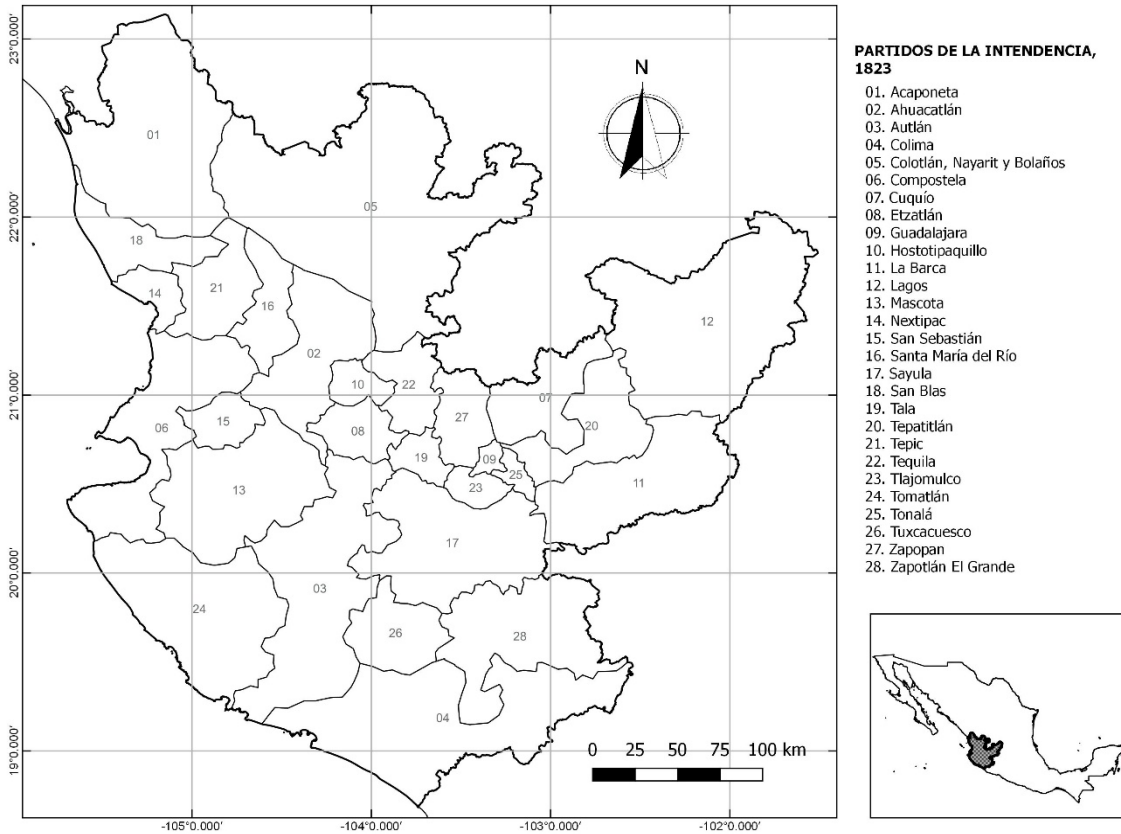 23°0.000'
22°0.000'
21°0.000'
20°0.000'
19°0.000'
-105°0.000'
-104°0.000'
-103°0.000'
-102°0.000'
N
01
05
18
14
21
16
12
02
10
22
07
27
06
15
08
20
19
09
25
23
13
11
17
03
24
26
28
04
0 25 50 75 100 km
PARTIDOS DE LA INTENDENCIA,
1823
01. Acaponeta
02. Ahuacatlán
03. Autlán
04. Colima
05. Colotlán, Nayarit y Bolaños
06. Compostela
07. Cuquío
08. Etzatlán
09. Guadalajara
10. Hostotipaquillo
11. La Barca
12. Lagos
13. Mascota
14. Nextipac
15. San Sebastián
16. Santa María del Río
17. Sayula
18. San Blas
19. Tala
20. Tepatitlán
21. Tepic
22. Tequila
23. Tlajomulco
24. Tomatlán
25. Tonalá
26. Tuxcacuesco
27. Zapopan
28. Zapotlán El Grande